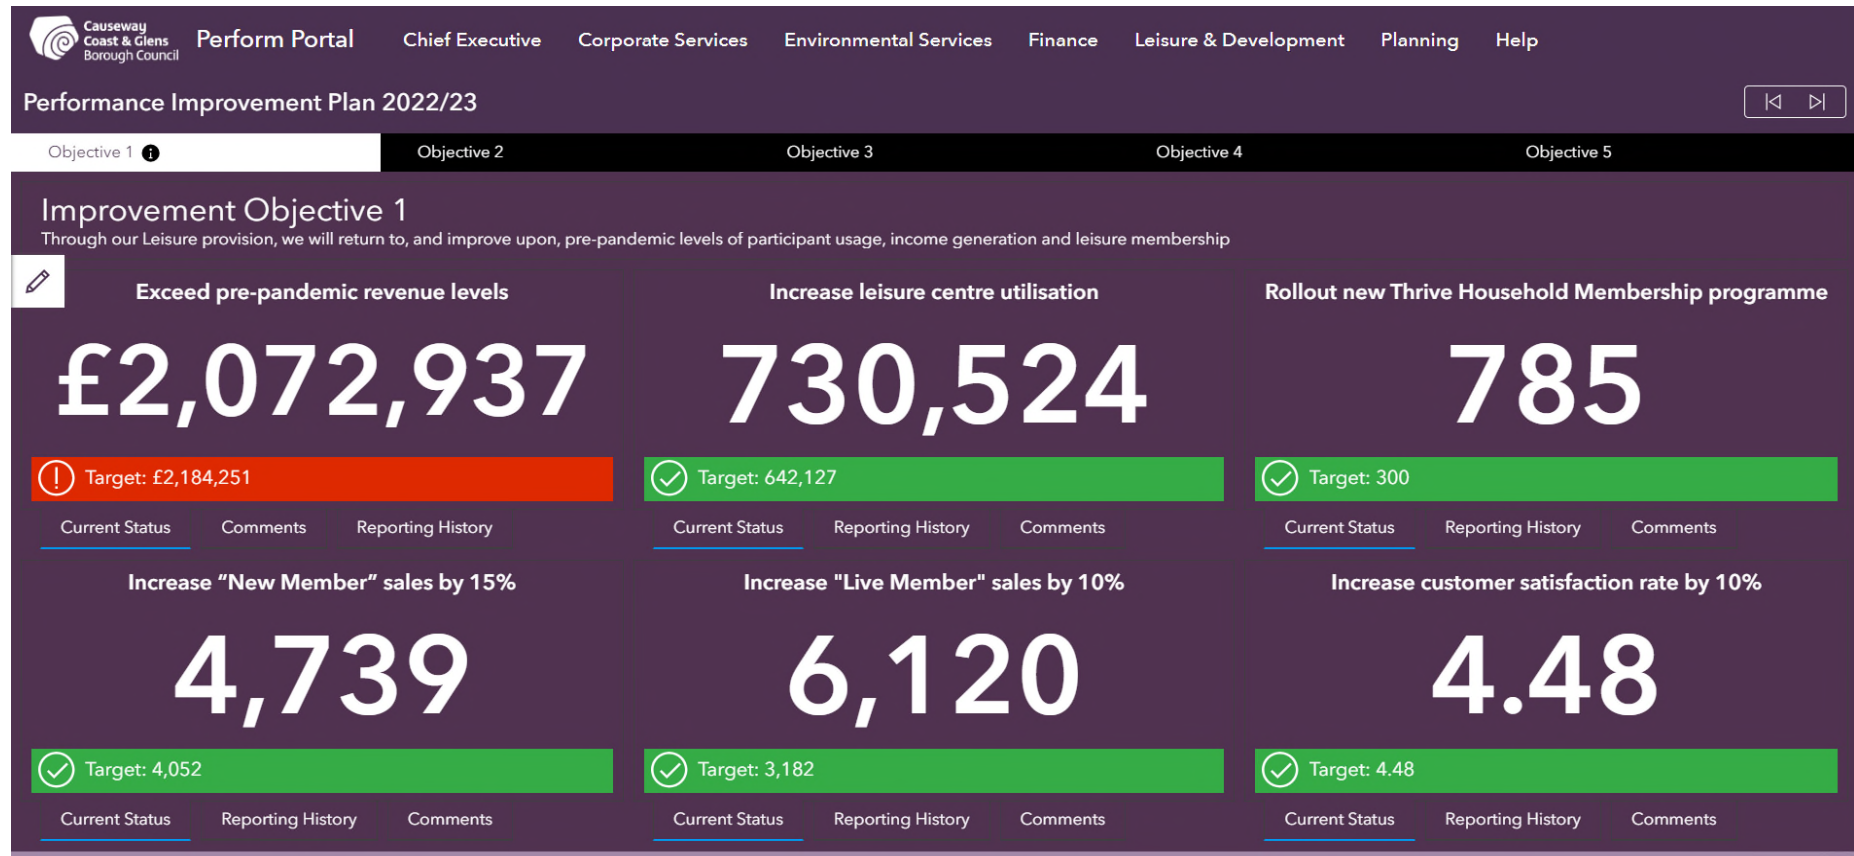 Causeway
Coast & Glens
Borough Council
Perform Portal Chief Executive Corporate Services Environmental Services Finance Leisure & Development Planning Help
Performance Improvement Plan 2022/23
Objective 1 Objective 2 Objective 3 Objective 4 Objective 5
Improvement Objective 1
Through our Leisure provision, we will return to, and improve upon, pre-pandemic levels of participant usage, income generation and leisure membership
Exceed pre-pandemic revenue levels
£2,072,937
Target: £2,184,251
Current Status Comments Reporting History
Increase leisure centre utilisation
730,524
Target: 642,127
Current Status Reporting History Comments
Rollout new Thrive Household Membership programme
785
Target: 300
Current Status Reporting History Comments
Increase “New Member” sales by 15%
4,739
Target: 4,052
Current Status Reporting History Comments
Increase "Live Member" sales by 10%
6,120
Target: 3,182
Current Status Reporting History Comments
Increase customer satisfaction rate by 10%
4.48
Target: 4.48
Current Status Reporting History Comments